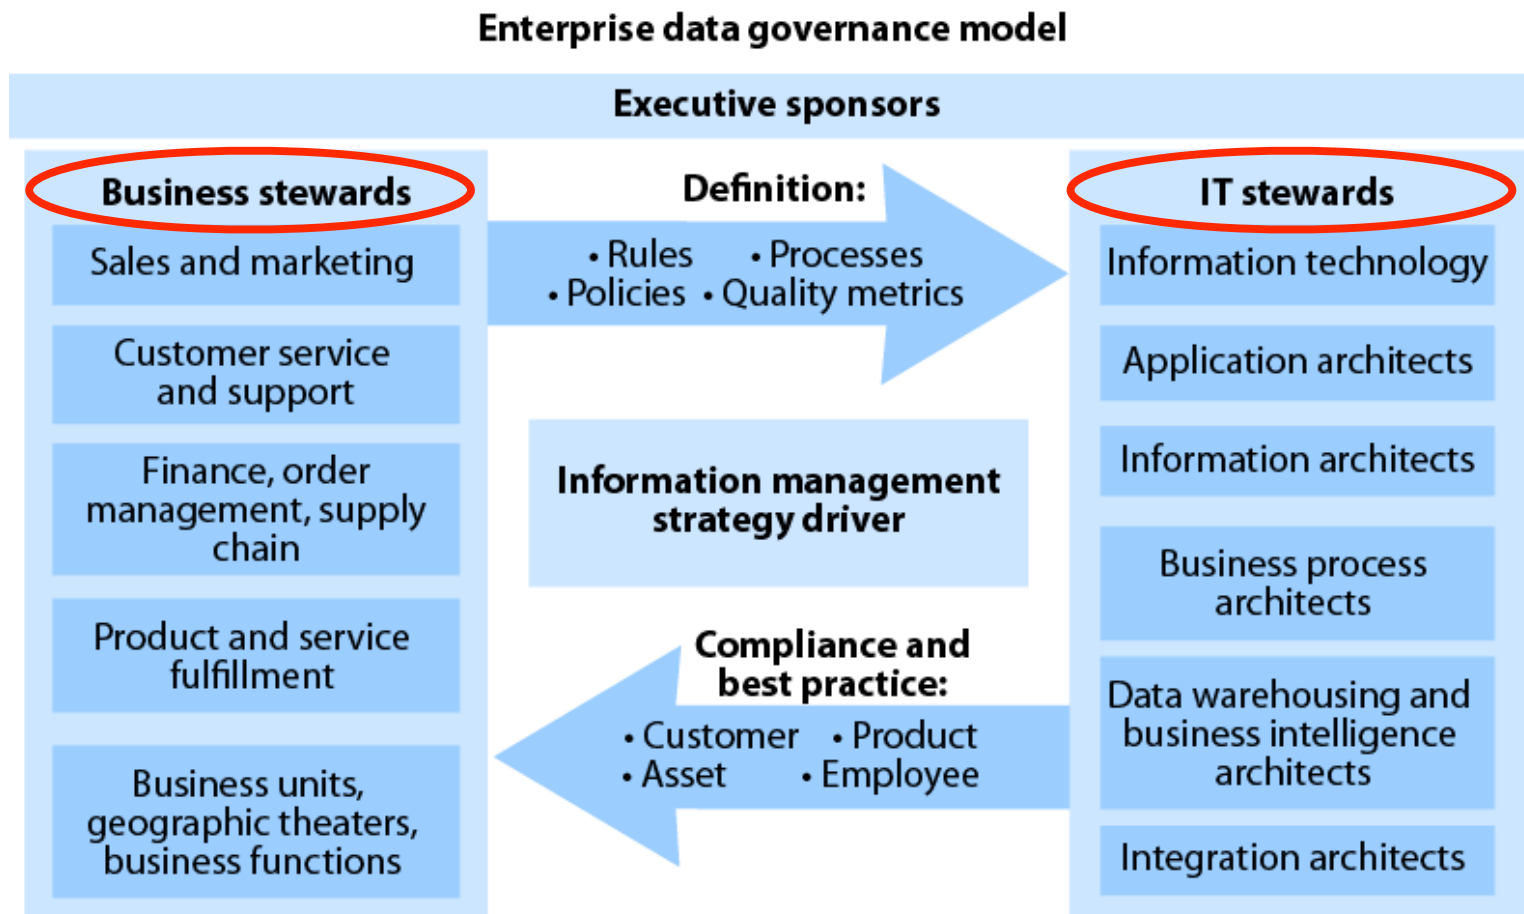 Enterprise data governance model
Executive sponsors
Business stewards
Sales and marketing
Customer service
and support
Finance, order
management, supply
chain
Product and service
fulfillment
Business units,
geographic theaters,
business functions
Definition:
• Rules • Processes
• Policies • Quality metrics
Information management
strategy driver
Compliance and
best practice:
• Customer • Product
• Asset • Employee
IT stewards
Information technology
Application architects
Information architects
Business process
architects
Data warehousing and
business intelligence
architects
Integration architects